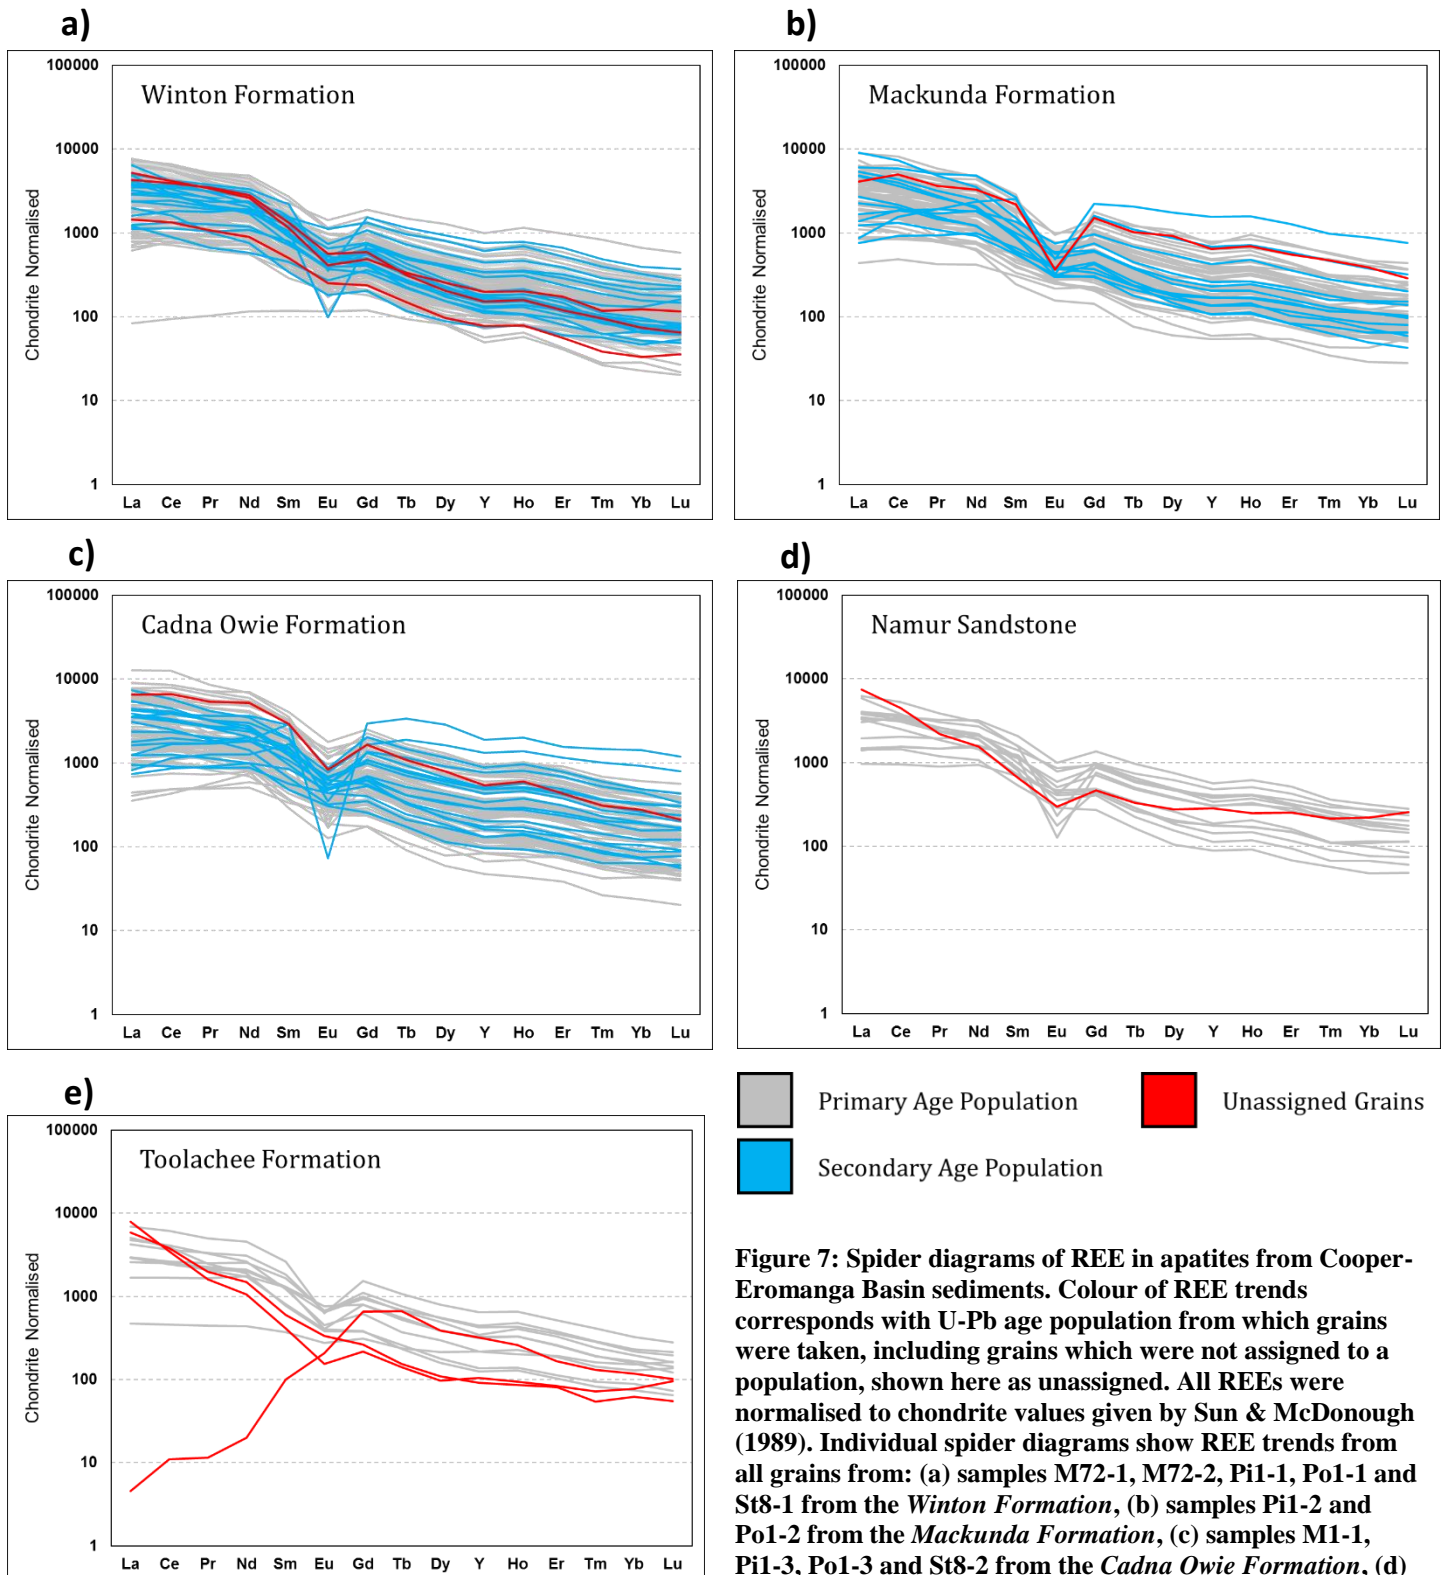 a)
100000
Winton Formation
10000
1000
100
10
1
Chondrite Normalised
La Ce Pr Nd Sm Eu Gd Tb Dy Y Ho Er Tm Yb Lu
b)
100000
Mackunda Formation
10000
1000
100
10
1
Chondrite Normalised
La Ce Pr Nd Sm Eu Gd Tb Dy Y Ho Er Tm Yb Lu
c)
100000
Cadna Owie Formation
10000
1000
100
10
1
Chondrite Normalised
La Ce Pr Nd Sm Eu Gd Tb Dy Y Ho Er Tm Yb Lu
d)
100000
Namur Sandstone
10000
1000
100
10
1
Chondrite Normalised
La Ce Pr Nd Sm Eu Gd Tb Dy Y Ho Er Tm Yb Lu
e)
100000
Toolachee Formation
10000
1000
100
10
1
Chondrite Normalised
La Ce Pr Nd Sm Eu Gd Tb Dy Y Ho Er Tm Yb Lu
Primary Age Population
Unassigned Grains
Secondary Age Population
Figure 7: Spider diagrams of REE in apatites from Cooper-
Eromanga Basin sediments. Colour of REE trends
corresponds with U-Pb age population from which grains
were taken, including grains which were not assigned to a
population, shown here as unassigned. All REEs were
normalised to chondrite values given by Sun & McDonough
(1989). Individual spider diagrams show REE trends from
all grains from: (a) samples M72-1, M72-2, Pi1-1, Po1-1 and
St8-1 from the Winton Formation, (b) samples Pi1-2 and
Po1-2 from the Mackunda Formation, (c) samples M1-1,
Pi1-3, Po1-3 and St8-2 from the Cadna Owie Formation, (d)